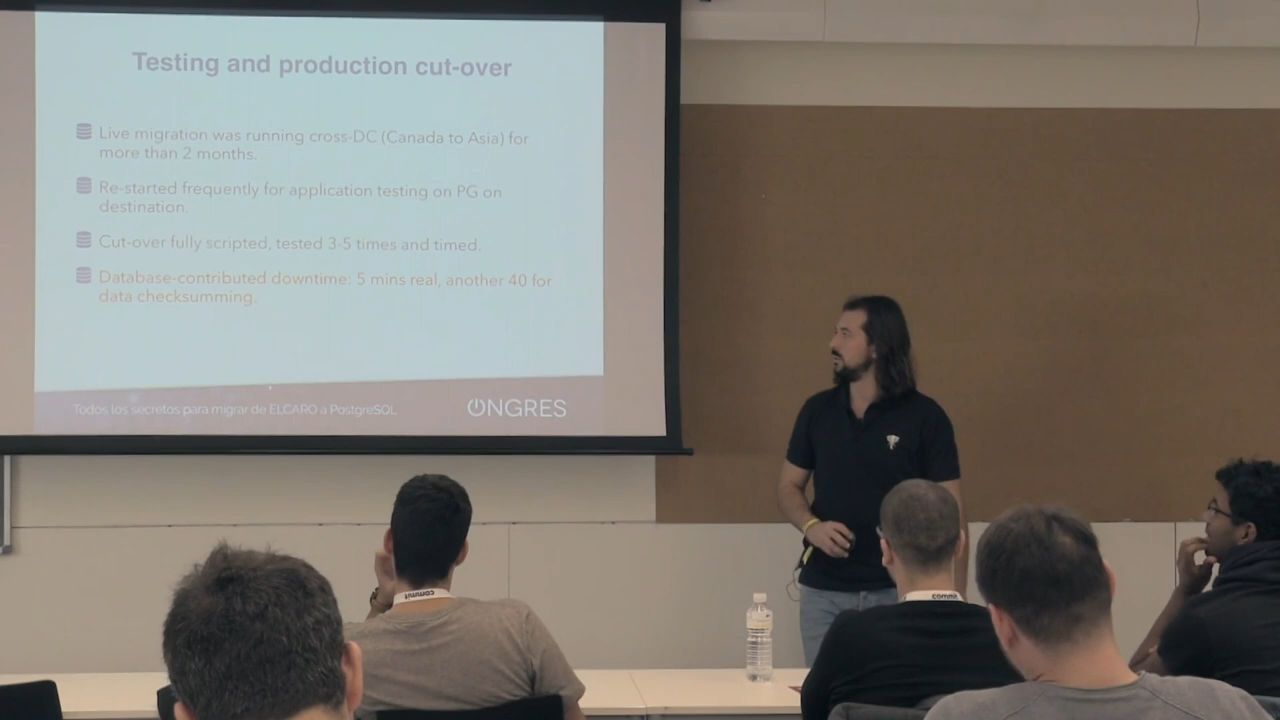 Testing and production cut-over
Live migration was running cross-DC (Canada to Asia) for
more than 2 months.
Re-started frequently for application testing on PG on
destination.
Cut-over fully scripted, tested 3-5 times and timed.
Database-contributed downtime: 5 mins real, another 40 for
data checksumming.
Todos los secretos para migrar de ELCARO a PostgreSQL
ONGRES
commit
commit